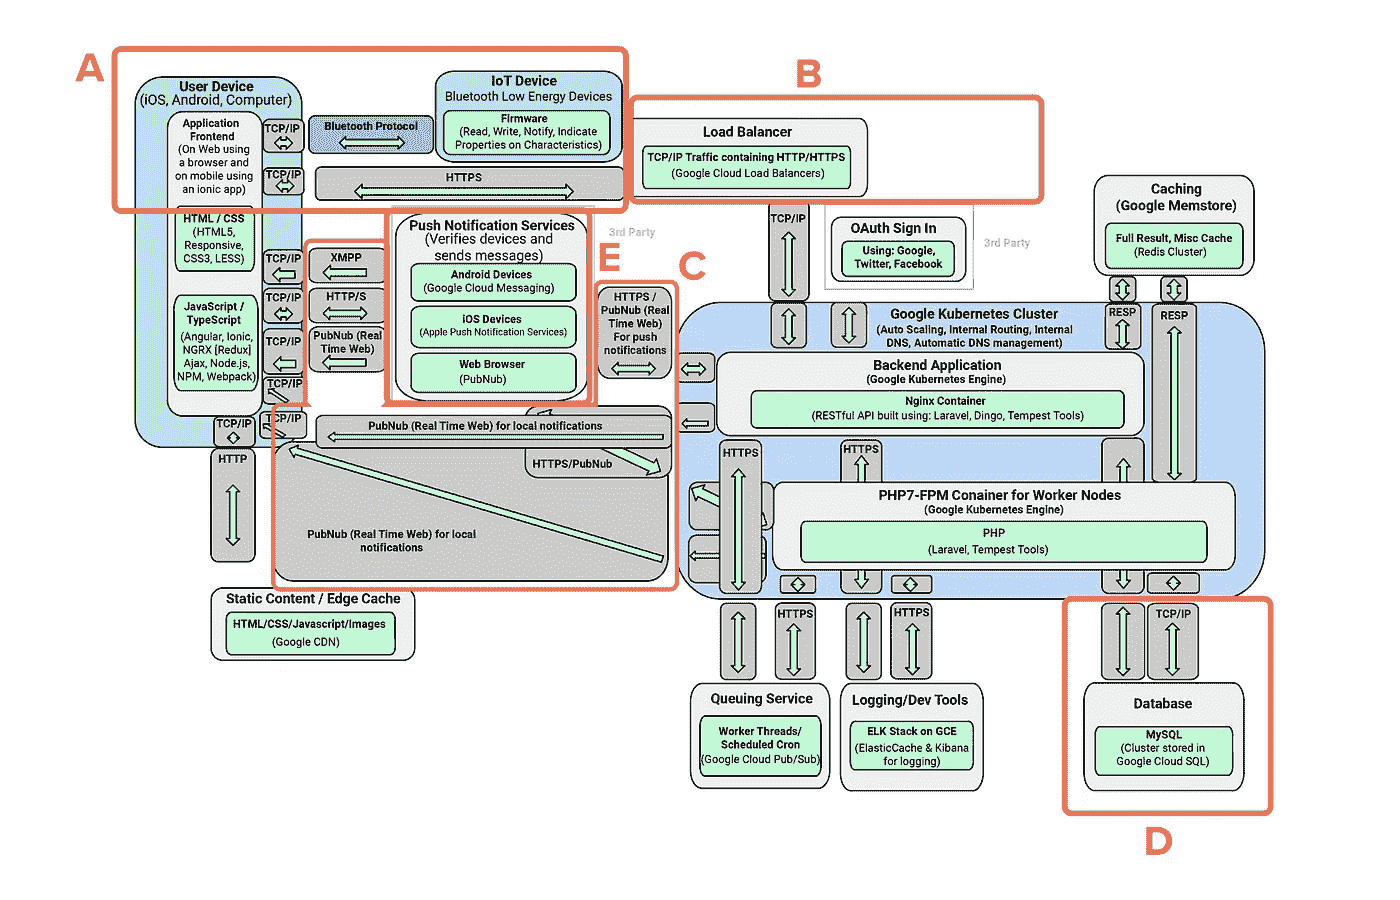 A
B
User Device
(iOS, Android, Computer)
IoT Device
Bluetooth Low Energy Devices
Firmware
(Read, Write, Notify, Indicate
Properties on Characteristics)
Application
Frontend
(On Web using
a browser and
on mobile using
an ionic app)
TCP/IP
Bluetooth Protocol
TCP/IP
HTTPS
Load Balancer
TCP/IP Traffic containing HTTP/HTTPS
(Google Cloud Load Balancers)
Caching
(Google Memstore)
Full Result, Misc Cache
(Redis Cluster)
HTML / CSS
(HTML5,
Responsive,
CSS3, LESS)
Push Notification Services
(Verifies devices and
sends messages)
Android Devices
(Google Cloud Messaging)
iOS Devices
(Apple Push Notification Services)
Web Browser
(PubNub)
3rd Party
TCP/IP
OAuth Sign In
Using: Google,
Twitter, Facebook
3rd Party
E
C
TCP/IP
XMPP
TCP/IP
HTTP/S
TCP/IP
PubNub (Real
Time Web)
TCP/IP
HTTPS /
PubNub (Real
Time Web)
For push
notifications
JavaScript /
TypeScript
(Angular, Ionic,
NGRX [Redux]
Ajax, Node.js,
NPM, Webpack)
Google Kubernetes Cluster
(Auto Scaling, Internal Routing, Internal
DNS, Automatic DNS management)
RESP
RESP
Backend Application
(Google Kubernetes Engine)
Nginx Container
(RESTful API built using: Laravel, Dingo, Tempest Tools)
TCP/IP
TCP/IP
PubNub (Real Time Web) for local notifications
HTTPS/PubNub
HTTP
HTTPS
HTTPS
PHP7-FPM Conainer for Worker Nodes
(Google Kubernetes Engine)
PHP
(Laravel, Tempest Tools)
PubNub (Real Time Web) for local
notifications
Static Content / Edge Cache
HTML/CSS/Javascript/Images
(Google CDN)
HTTPS
HTTPS
TCP/IP
Queuing Service
Worker Threads/
Scheduled Cron
(Google Cloud Pub/Sub)
Logging/Dev Tools
ELK Stack on GCE
(ElasticCache & Kibana
for logging)
Database
MySQL
(Cluster stored in
Google Cloud SQL)
D